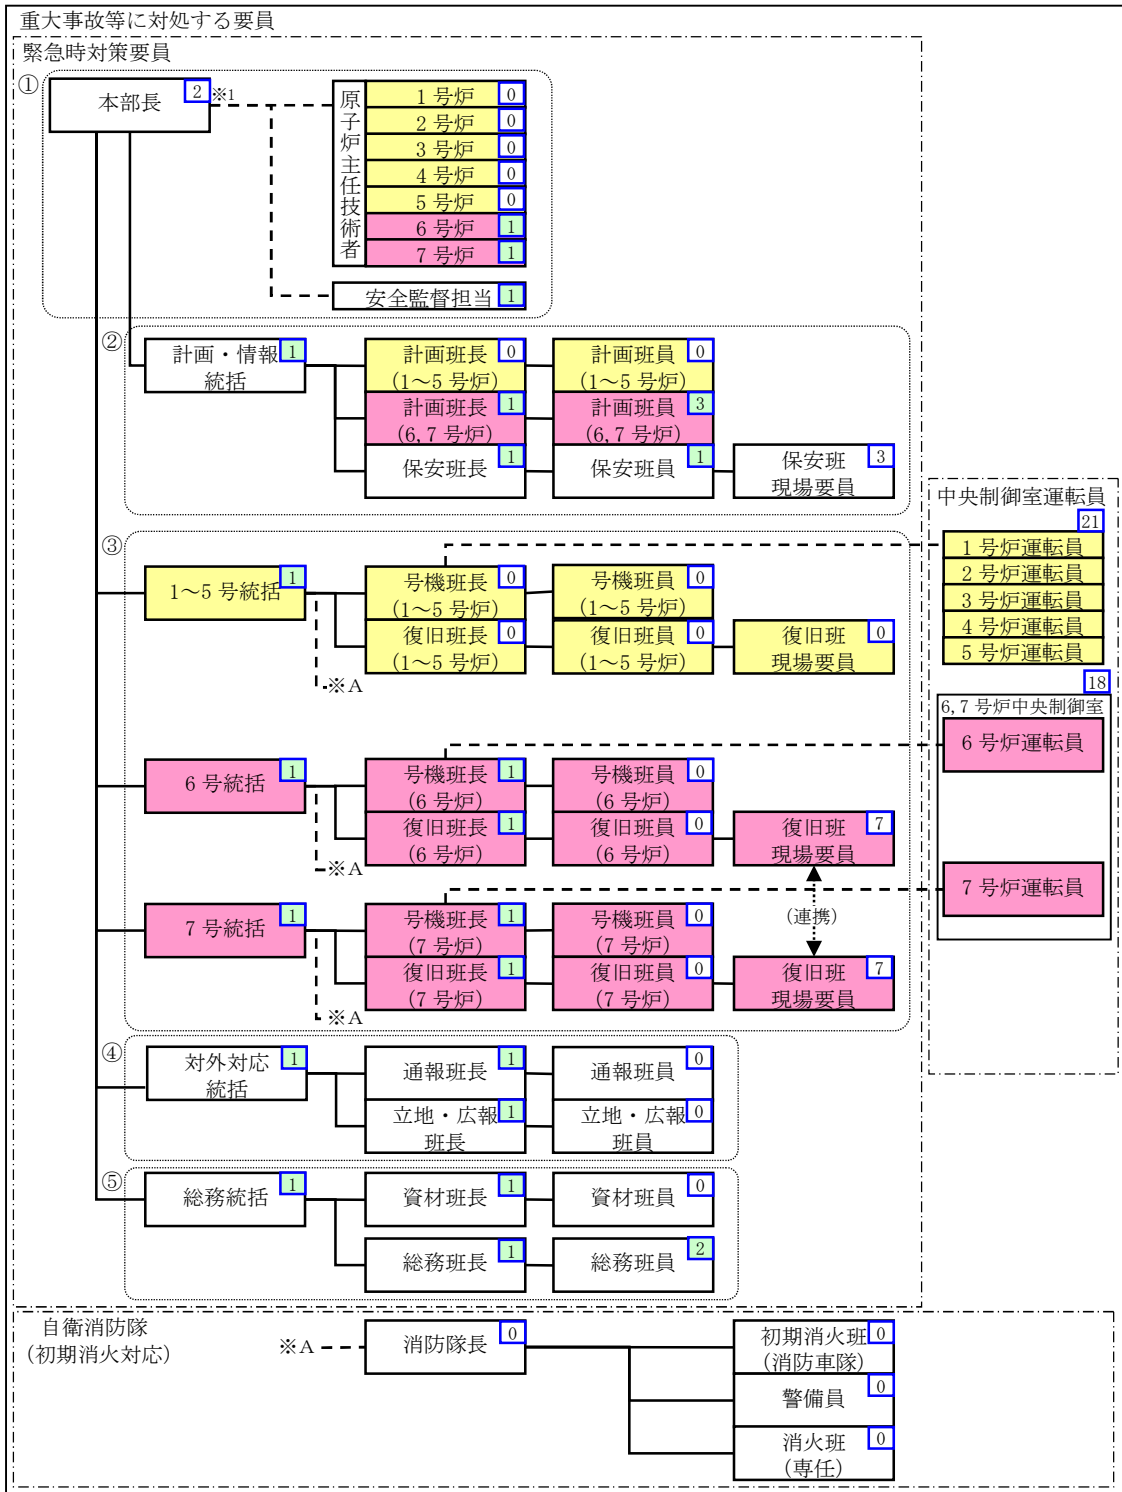 重大事故等に対処する要員
緊急時対策要員
①
本部長
2
※1
原子炉主任技術者
1号炉
0
2号炉
0
3号炉
0
4号炉
0
5号炉
0
6号炉
1
7号炉
1
安全監督担当
1
②
計画・情報
統括
1
計画班長
(1～5号炉)
0
計画班員
(1～5号炉)
0
計画班長
(6,7号炉)
1
計画班員
(6,7号炉)
3
保安班長
1
保安班員
1
保安班
現場要員
3
中央制御室運転員
21
1号炉運転員
2号炉運転員
3号炉運転員
4号炉運転員
5号炉運転員
18
6,7号炉中央制御室
6号炉運転員
7号炉運転員
③
1～5号統括
1
号機班長
(1～5号炉)
0
号機班員
(1～5号炉)
0
復旧班長
(1～5号炉)
0
復旧班員
(1～5号炉)
0
復旧班
現場要員
0
※A
6号統括
1
号機班長
(6号炉)
1
号機班員
(6号炉)
0
復旧班長
(6号炉)
1
復旧班員
(6号炉)
0
復旧班
現場要員
7
※A
(連携)
7号統括
1
号機班長
(7号炉)
1
号機班員
(7号炉)
0
復旧班長
(7号炉)
1
復旧班員
(7号炉)
0
復旧班
現場要員
7
※A
④
対外対応
統括
1
通報班長
1
通報班員
0
立地・広報
班長
1
立地・広報
班員
0
⑤
総務統括
1
資材班長
1
資材班員
0
総務班長
1
総務班員
2
自衛消防隊
(初期消火対応)
※A
消防隊長
0
初期消火班
(消防車隊)
0
警備員
0
消火班
(専任)
0